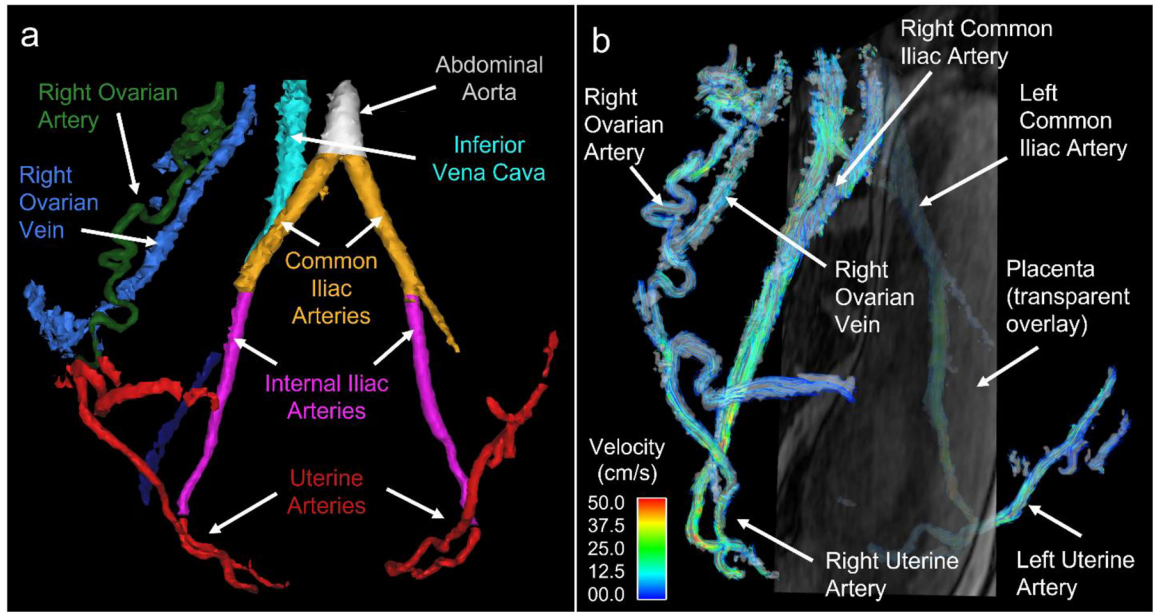 a
Right Ovarian
Artery
Right
Ovarian
Vein
Abdominal
Aorta
Inferior
Vena Cava
Common
Iliac
Arteries
Internal Iliac
Arteries
Uterine
Arteries
b
Right Common
Iliac Artery
Right
Ovarian
Artery
Left
Common
Iliac Artery
Right
Ovarian
Vein
Placenta
(transparent
overlay)
Velocity
(cm/s)
50.0
37.5
25.0
12.5
00.0
Right Uterine
Artery
Left Uterine
Artery